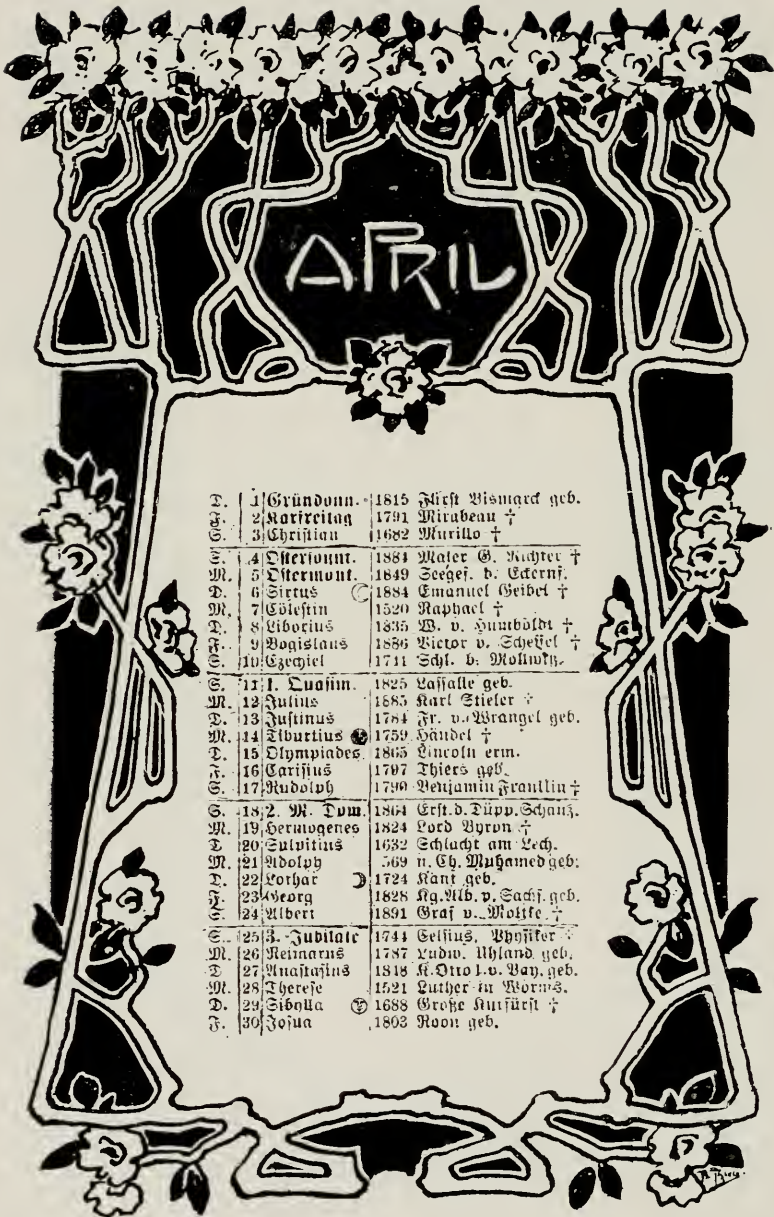 APRIL
D. 1 Gründonn. 1815 Fürst Bismarck geb.
F. 2 Karfreitag 1791 Mirabeau †
S. 3 Christian 1682 Murillo †
S. 4 Ostersonnt. 1884 Maler G. Richter †
M. 5 Ostermont. 1849 Seegef. b. Eckernf.
D. 6 Sixtus 1884 Emanuel Geibel †
M. 7 Cölestin 1520 Raphael †
D. 8 Liborius 1835 W. v. Humboldt †
F. 9 Bogislaus 1886 Victor v. Scheffel †
S. 10 Ezechiel 1741 Schl. b. Mollwitz.
S. 11 1. Quasim. 1825 Lassalle geb.
M. 12 Julius 1885 Karl Stieler †
D. 13 Justinus 1784 Fr. v. Wrangel geb.
M. 14 Tiburtius 1759 Händel †
D. 15 Olympiades 1865 Lincoln erm.
F. 16 Carisius 1797 Thiers geb.
S. 17 Rudolph 1790 Benjamin Franklin †
S. 18 2. M. Dom. 1864 Erst. d. Düpp. Schanz.
M. 19 Hermogenes 1824 Lord Byron †
D. 20 Sulpitius 1632 Schlacht am Lech.
M. 21 Adolph 569 n. Ch. Muhamed geb.
D. 22 Lothar 1724 Kant geb.
F. 23 Georg 1828 Kg. Alb. v. Sachs. geb.
S. 24 Albert 1891 Graf v. Moltke †
S. 25 3. Jubilate 1744 Celsius, Physiker †
M. 26 Reimarus 1787 Ludw. Uhland geb.
D. 27 Anastasius 1848 K. Otto I. v. Bay. geb.
M. 28 Therese 1521 Luther in Worms.
D. 29 Sibylla 1688 Große Kurfürst †
F. 30 Josua 1803 Roon geb.